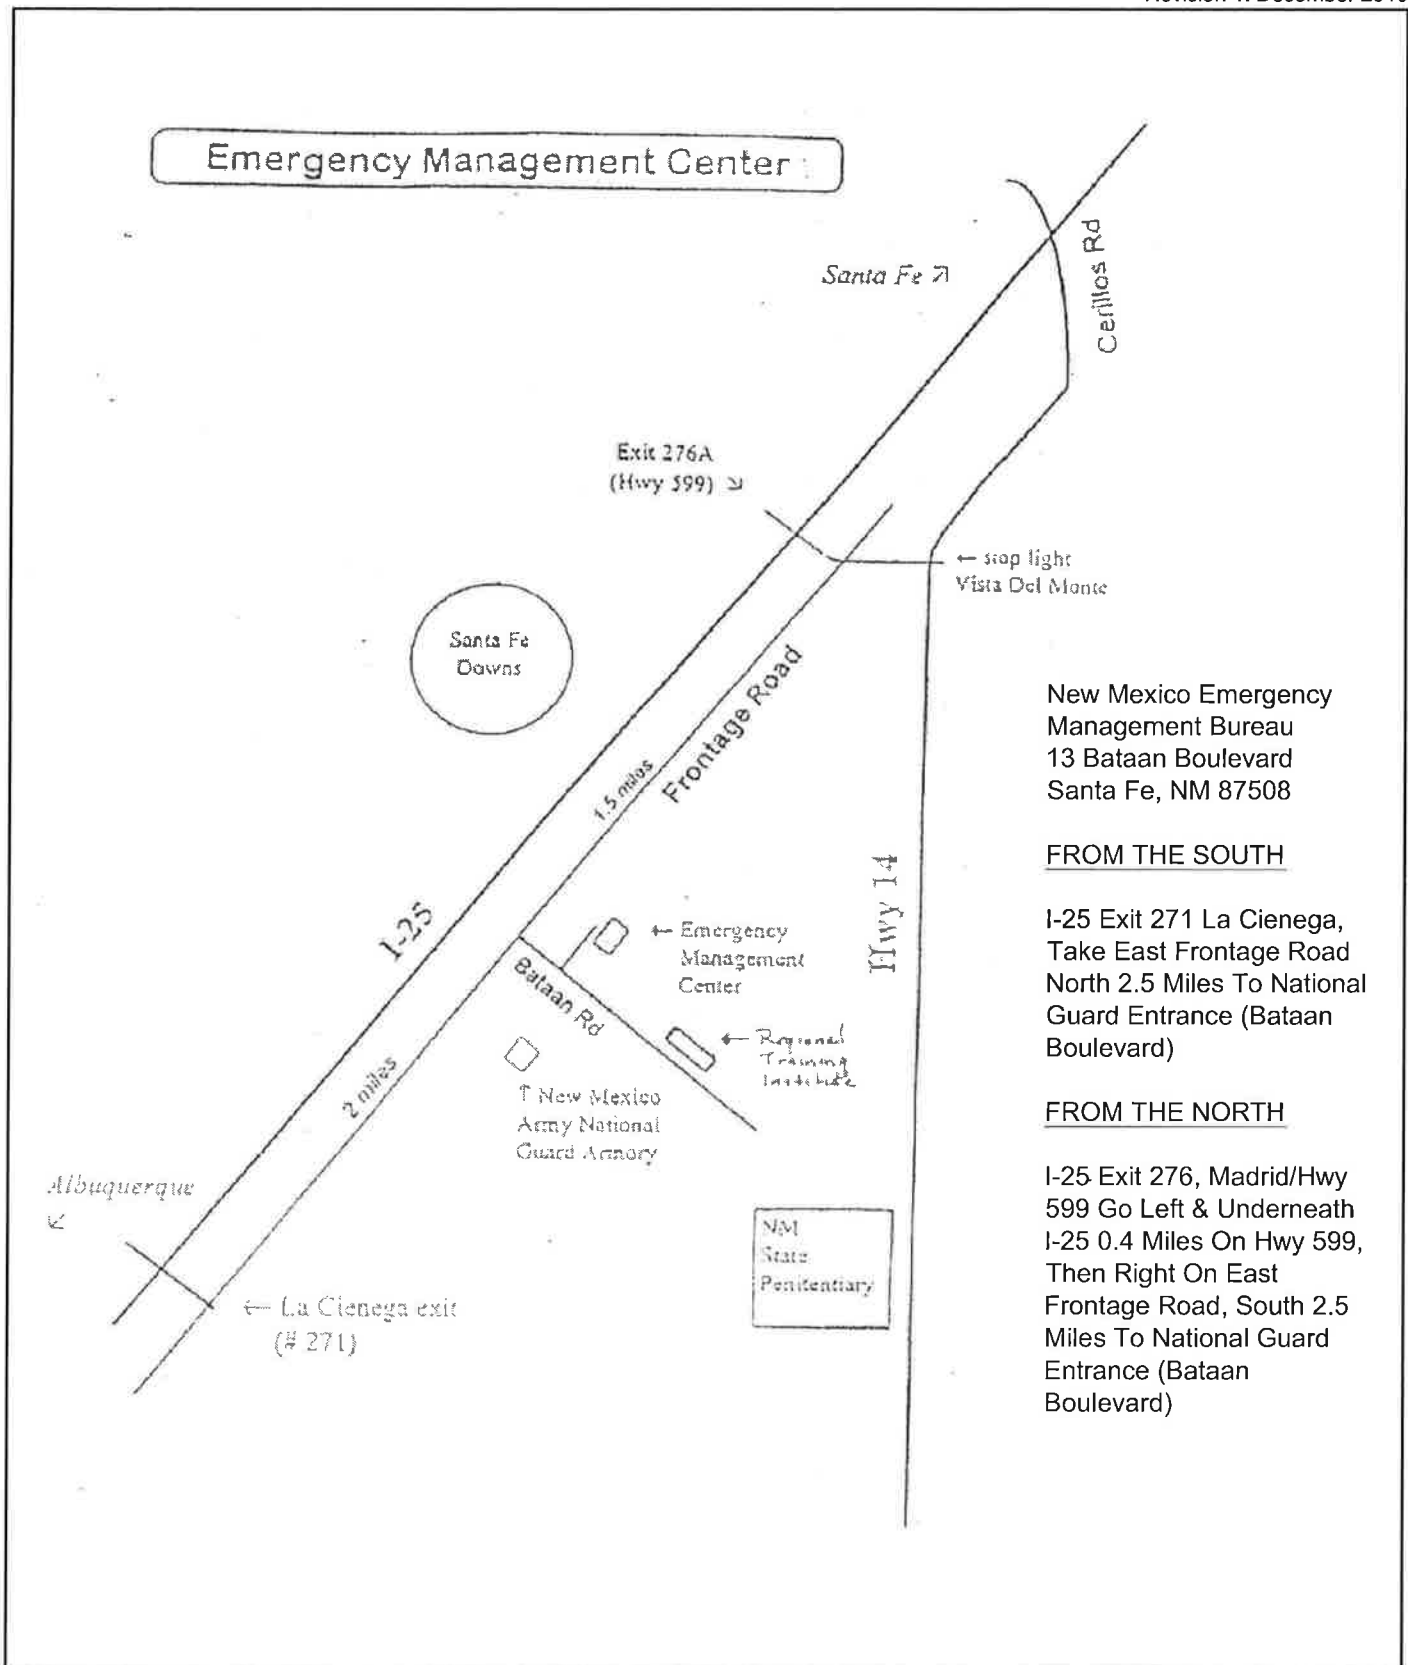 Emergency Management Center
Santa Fe ↗
Cerillos Rd
Exit 276A
(Hwy 599) ↘
← stop light
Vista Del Monte
Santa Fe
Downs
Frontage Road
1.5 miles
I-25
Hwy 14
← Emergency
Management
Center
Bataan Rd
← Regional
Training
Institute
2 miles
↑ New Mexico
Army National
Guard Armory
Albuquerque
↙
NM
State
Penitentiary
← La Cienega exit
(# 271)
New Mexico Emergency
Management Bureau
13 Bataan Boulevard
Santa Fe, NM 87508
FROM THE SOUTH
I-25 Exit 271 La Cienega,
Take East Frontage Road
North 2.5 Miles To National
Guard Entrance (Bataan
Boulevard)
FROM THE NORTH
I-25 Exit 276, Madrid/Hwy
599 Go Left & Underneath
I-25 0.4 Miles On Hwy 599,
Then Right On East
Frontage Road, South 2.5
Miles To National Guard
Entrance (Bataan
Boulevard)